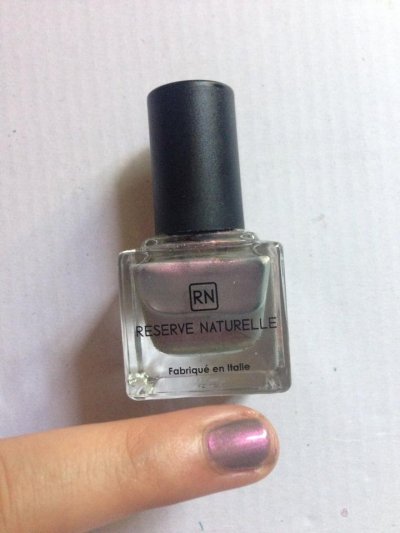 RN
RESERVE NATURELLE
Fabriqué en Italie